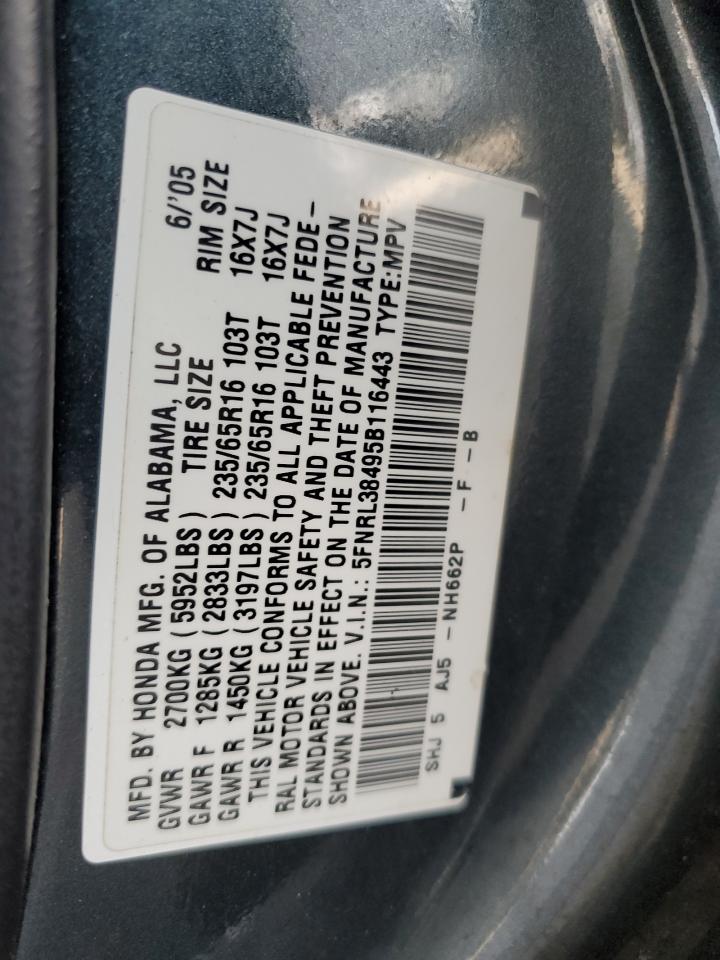 MFD. BY HONDA MFG. OF ALABAMA, LLC 6/'05
GVWR 2700KG ( 5952LBS ) TIRE SIZE RIM SIZE
GAWR F 1285KG ( 2833LBS ) 235/65R16 103T 16X7J
GAWR R 1450KG ( 3197LBS ) 235/65R16 103T 16X7J
THIS VEHICLE CONFORMS TO ALL APPLICABLE FEDE-
RAL MOTOR VEHICLE SAFETY AND THEFT PREVENTION
STANDARDS IN EFFECT ON THE DATE OF MANUFACTURE
SHOWN ABOVE. V.I.N.: 5FNRL38495B116443 TYPE:MPV
SHJ 5 AJ5 -NH662P -F -B